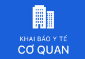 KHAI BÁO Y TẾ
CƠ QUAN